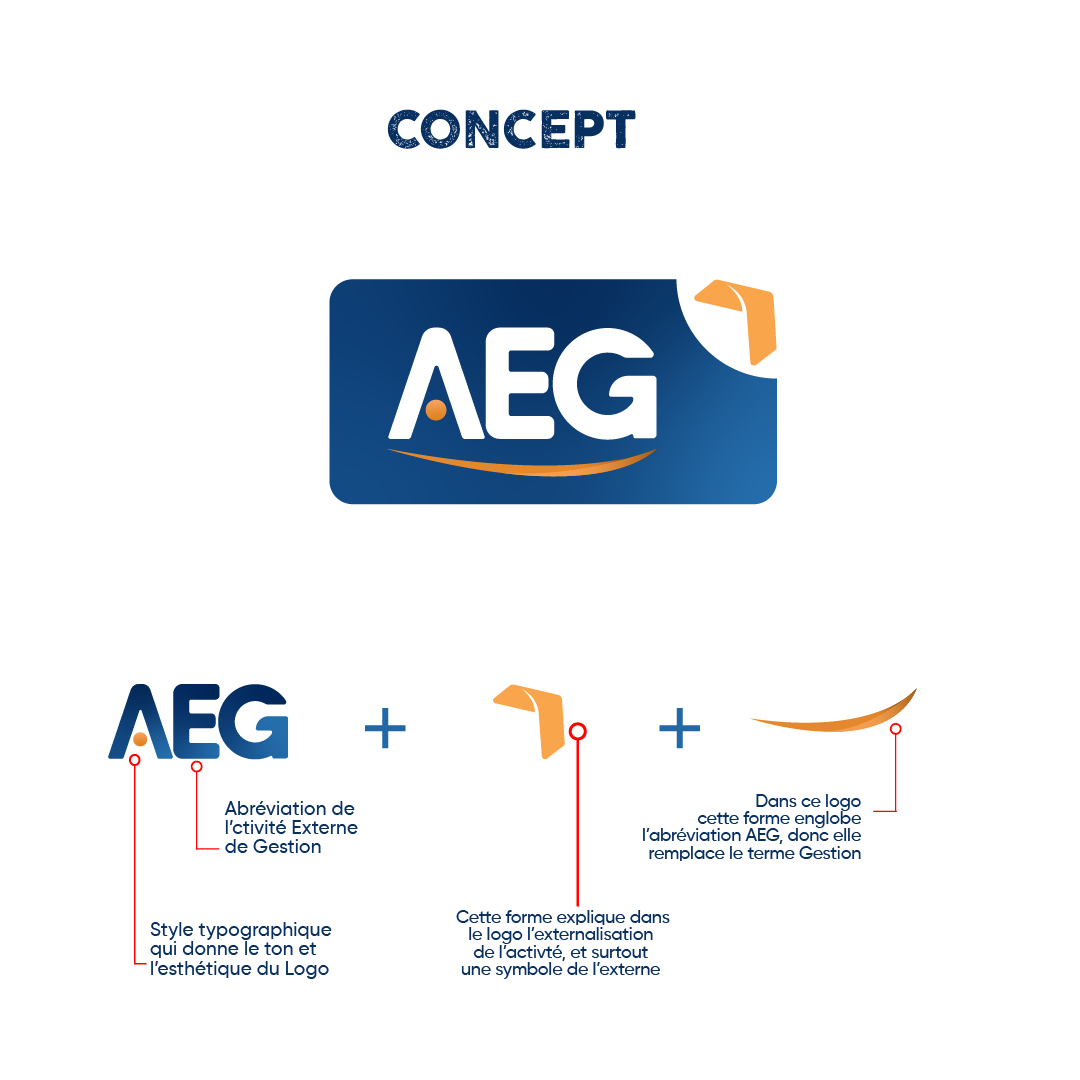 CONCEPT
AEG
AEG
Abréviation de
l'ctivité Externe
de Gestion
Style typographique
qui donne le ton et
l'esthétique du Logo
Cette forme explique dans
le logo l'externalisation
de l'activté, et surtout
une symbole de l'externe
Dans ce logo
cette forme englobe
l'abréviation AEG, donc elle
remplace le terme Gestion